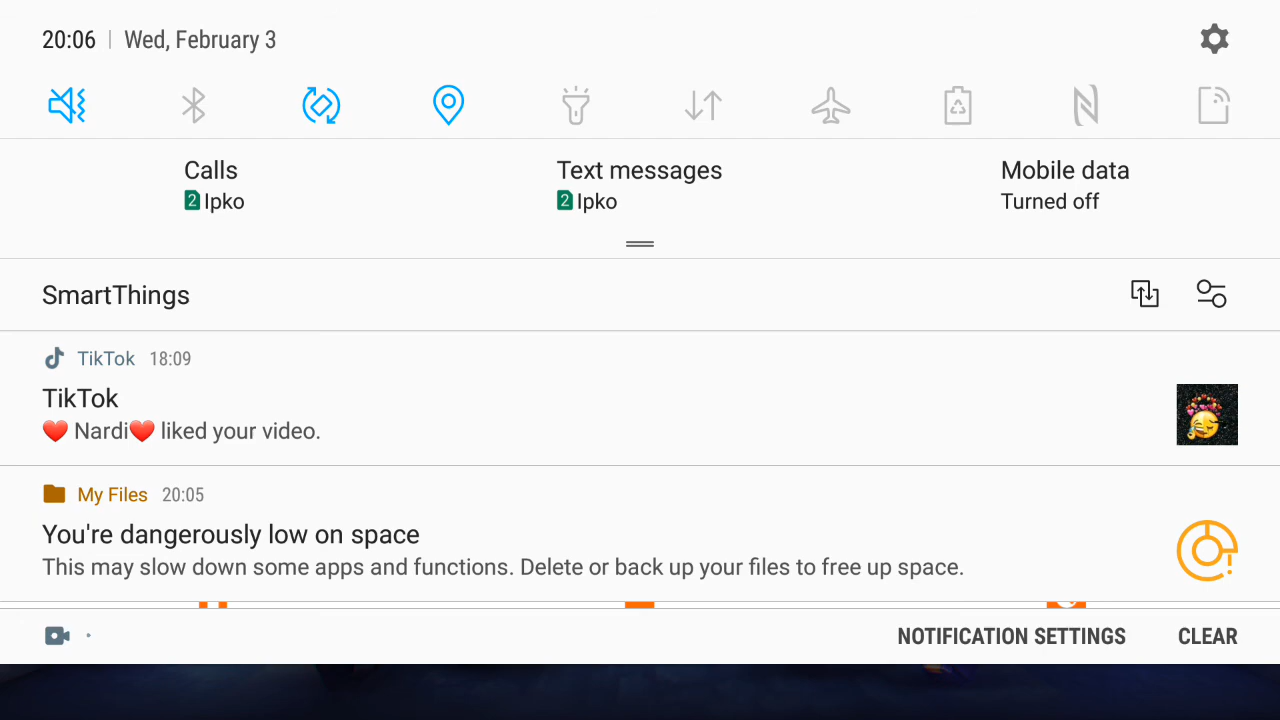 20:06 | Wed, February 3
Calls
2 Ipko
Text messages
2 Ipko
Mobile data
Turned off
SmartThings
TikTok 18:09
TikTok
❤️ Nardi❤️ liked your video.
My Files 20:05
You're dangerously low on space
This may slow down some apps and functions. Delete or back up your files to free up space.
NOTIFICATION SETTINGS
CLEAR